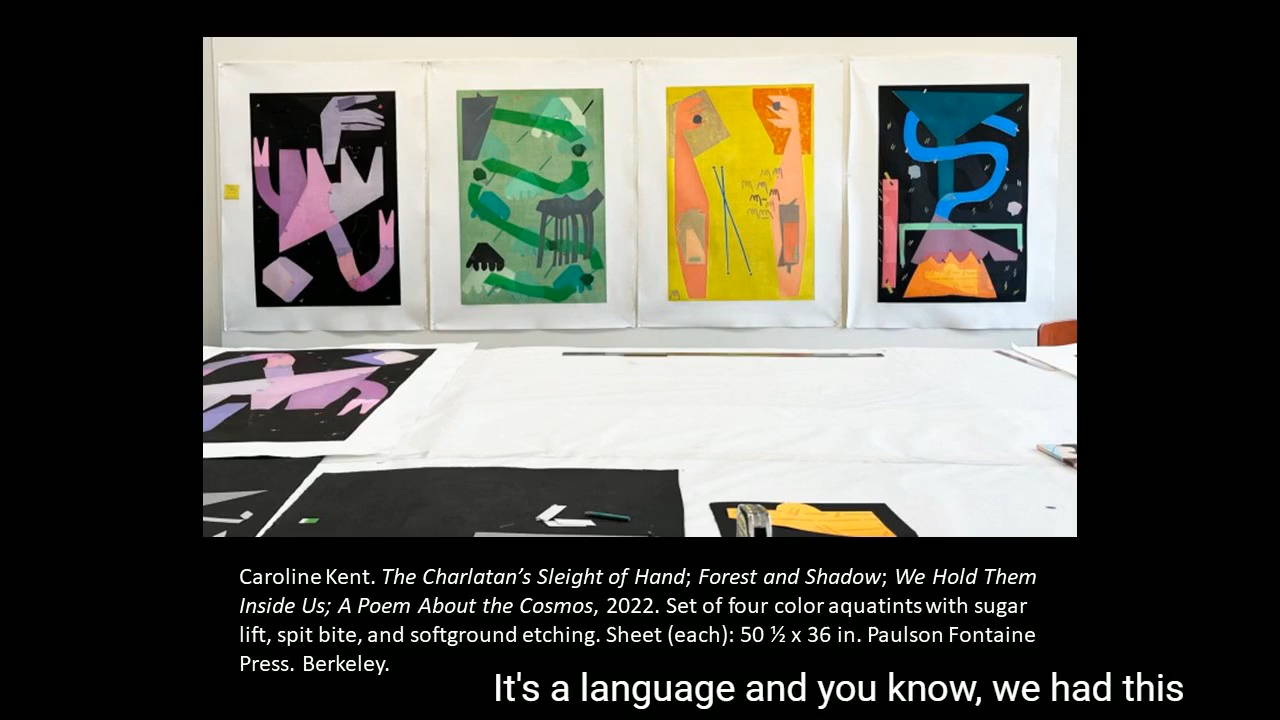 Caroline Kent. The Charlatan’s Sleight of Hand; Forest and Shadow; We Hold Them
Inside Us; A Poem About the Cosmos, 2022. Set of four color aquatints with sugar
lift, spit bite, and softground etching. Sheet (each): 50 ½ x 36 in. Paulson Fontaine
Press. Berkeley.
It's a language and you know, we had this